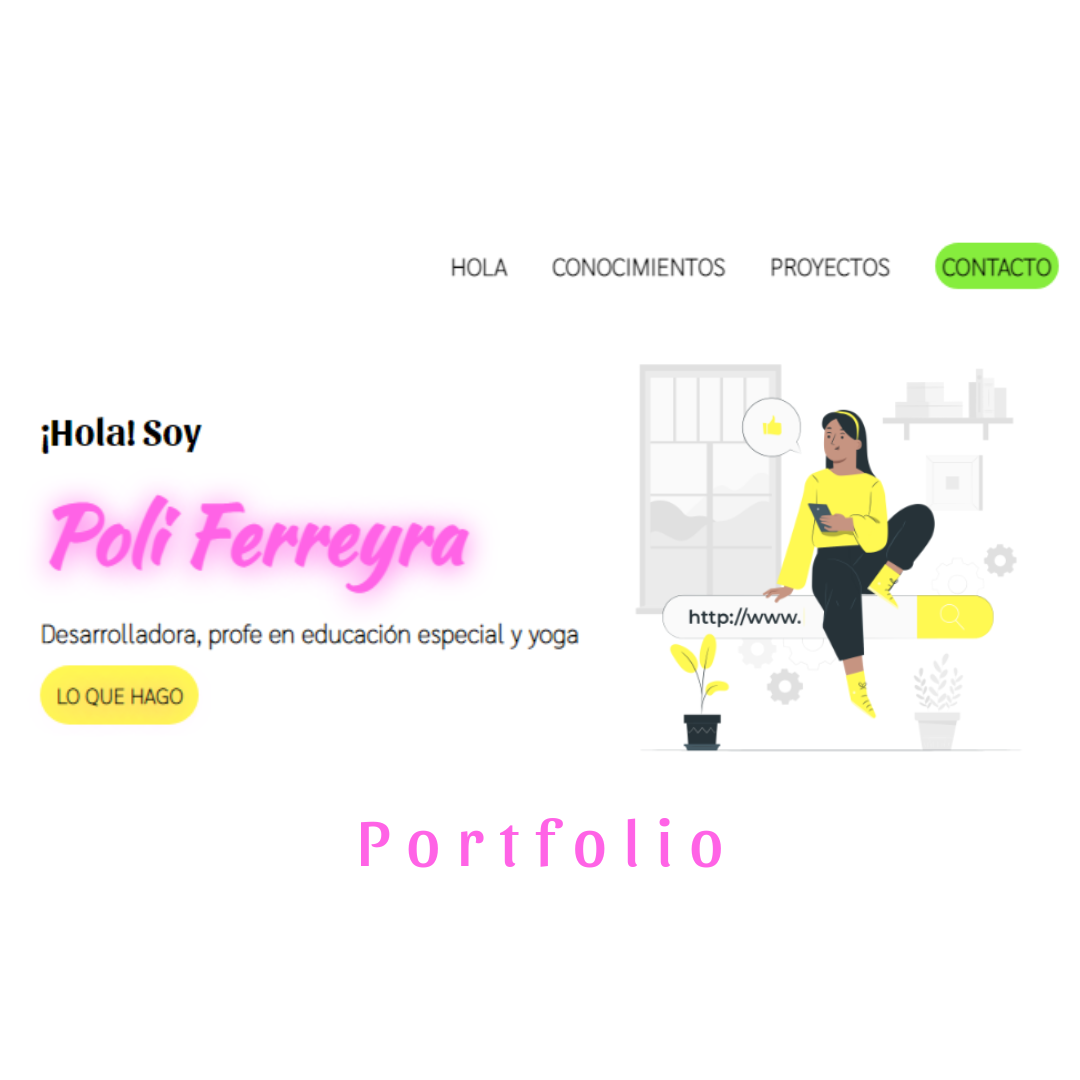 HOLA CONOCIMIENTOS PROYECTOS CONTACTO
¡Hola! Soy
Poli Ferreyra
Desarrolladora, profe en educación especial y yoga
LO QUE HAGO
http://www.
Portfolio